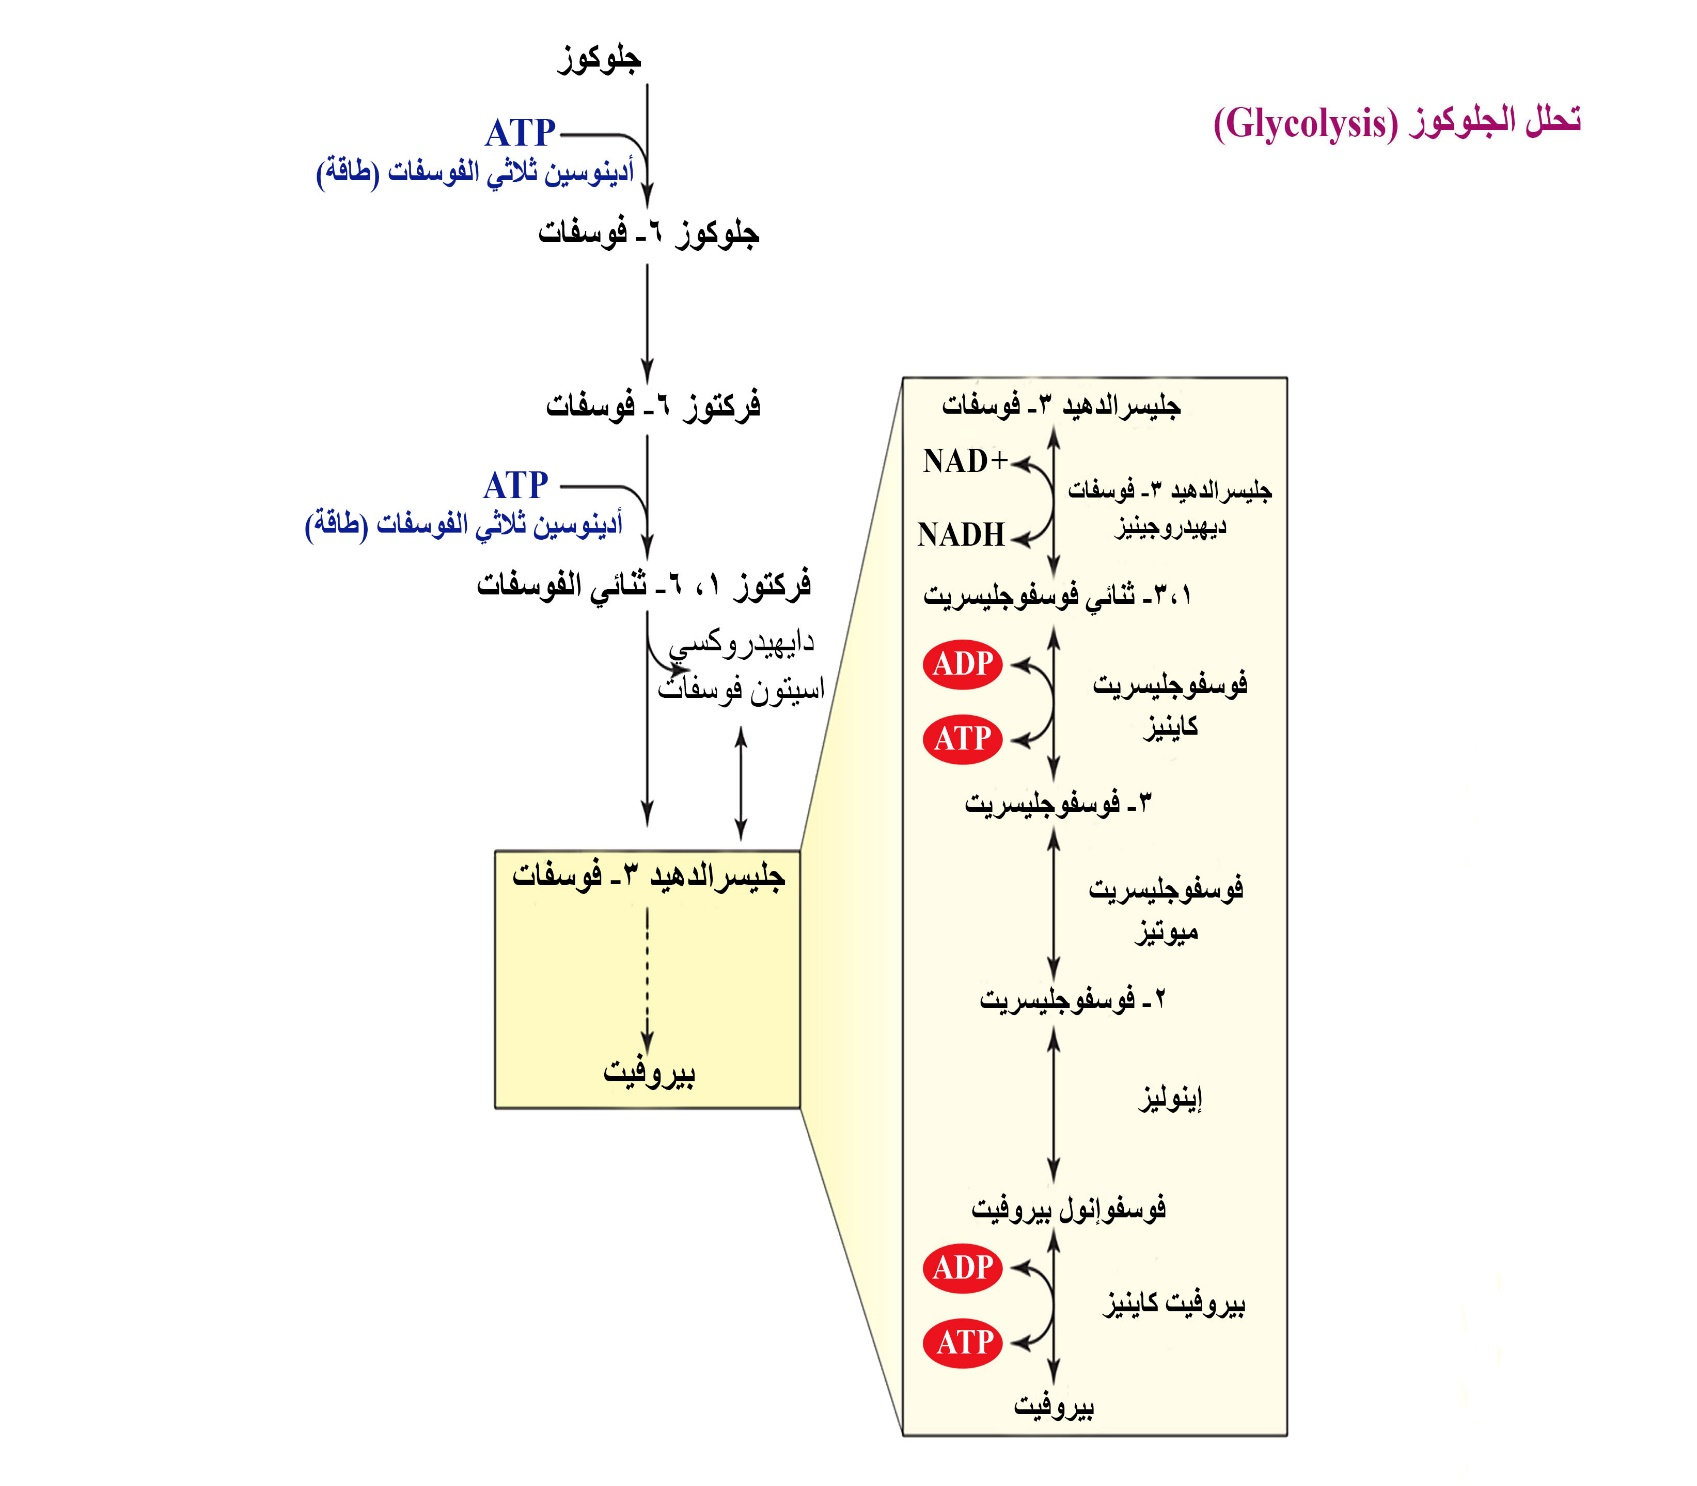 تحلل الجلوكوز (Glycolysis)
جلوكوز
ATP
أدينوسين ثلاثي الفوسفات (طاقة)
جلوكوز ٦- فوسفات
فركتوز ٦- فوسفات
ATP
أدينوسين ثلاثي الفوسفات (طاقة)
فركتوز ١، ٦- ثنائي الفوسفات
دايهيدروكسي
اسيتون فوسفات
جليسرالدهيد ٣- فوسفات
بيروفيت
جليسرالدهيد ٣- فوسفات
NAD+
جليسرالدهيد ٣- فوسفات
ديهيدروجينيز
NADH
٣،١- ثنائي فوسفوجليسريت
ADP
فوسفوجليسريت
كاينيز
ATP
٣- فوسفوجليسريت
فوسفوجليسريت
ميوتيز
٢- فوسفوجليسريت
إينوليز
فوسفوإنول بيروفيت
ADP
بيروفيت كاينيز
ATP
بيروفيت